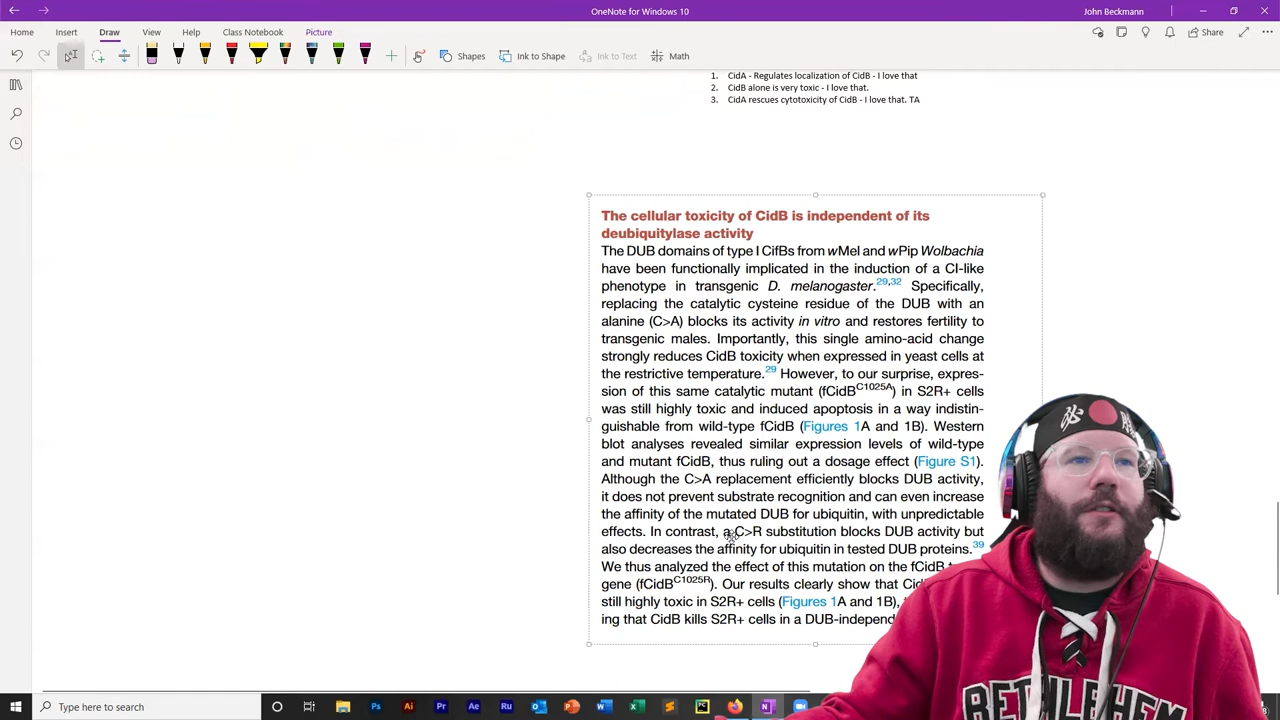 OneNote for Windows 10
John Beckmann
Home Insert Draw View Help Class Notebook Picture
Share
Shapes Ink to Shape Ink to Text Math
1. CidA - Regulates localization of CidB - I love that
2. CidB alone is very toxic - I love that.
3. CidA rescues cytotoxicity of CidB - I love that. TA
The cellular toxicity of CidB is independent of its
deubiquitylase activity
The DUB domains of type I CifBs from wMel and wPip Wolbachia
have been functionally implicated in the induction of a CI-like
phenotype in transgenic D. melanogaster.29,32 Specifically,
replacing the catalytic cysteine residue of the DUB with an
alanine (C>A) blocks its activity in vitro and restores fertility to
transgenic males. Importantly, this single amino-acid change
strongly reduces CidB toxicity when expressed in yeast cells at
the restrictive temperature.29 However, to our surprise, expres-
sion of this same catalytic mutant (fCidBC1025A) in S2R+ cells
was still highly toxic and induced apoptosis in a way indistin-
guishable from wild-type fCidB (Figures 1A and 1B). Western
blot analyses revealed similar expression levels of wild-type
and mutant fCidB, thus ruling out a dosage effect (Figure S1).
Although the C>A replacement efficiently blocks DUB activity,
it does not prevent substrate recognition and can even increase
the affinity of the mutated DUB for ubiquitin, with unpredictable
effects. In contrast, a C>R substitution blocks DUB activity but
also decreases the affinity for ubiquitin in tested DUB proteins.39
We thus analyzed the effect of this mutation on the fCidB
gene (fCidBC1025R). Our results clearly show that
still highly toxic in S2R+ cells (Figures 1A and 1B),
ing that CidB kills S2R+ cells in a DUB-independ
BETHLEHEM
Type here to search